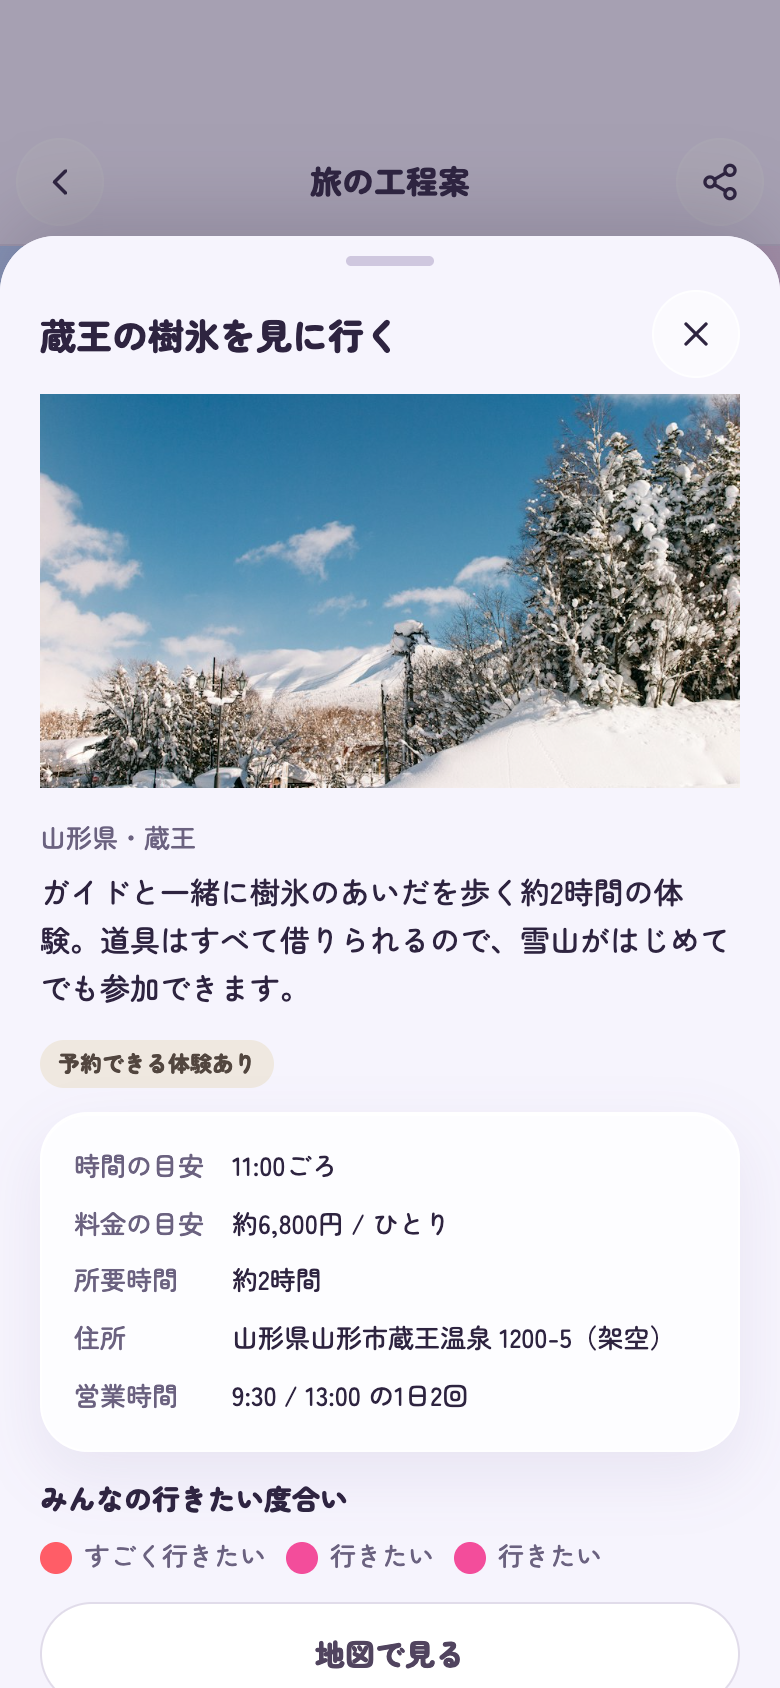 旅の工程案
蔵王の樹氷を見に行く
山形県・蔵王
ガイドと一緒に樹氷のあいだを歩く約2時間の体
験。道具はすべて借りられるので、雪山がはじめて
でも参加できます。
予約できる体験あり
時間の目安 11:00ごろ
料金の目安 約6,800円 / ひとり
所要時間 約2時間
住所 山形県山形市蔵王温泉 1200-5（架空）
営業時間 9:30 / 13:00 の1日2回
みんなの行きたい度合い
すごく行きたい 行きたい 行きたい
地図で見る